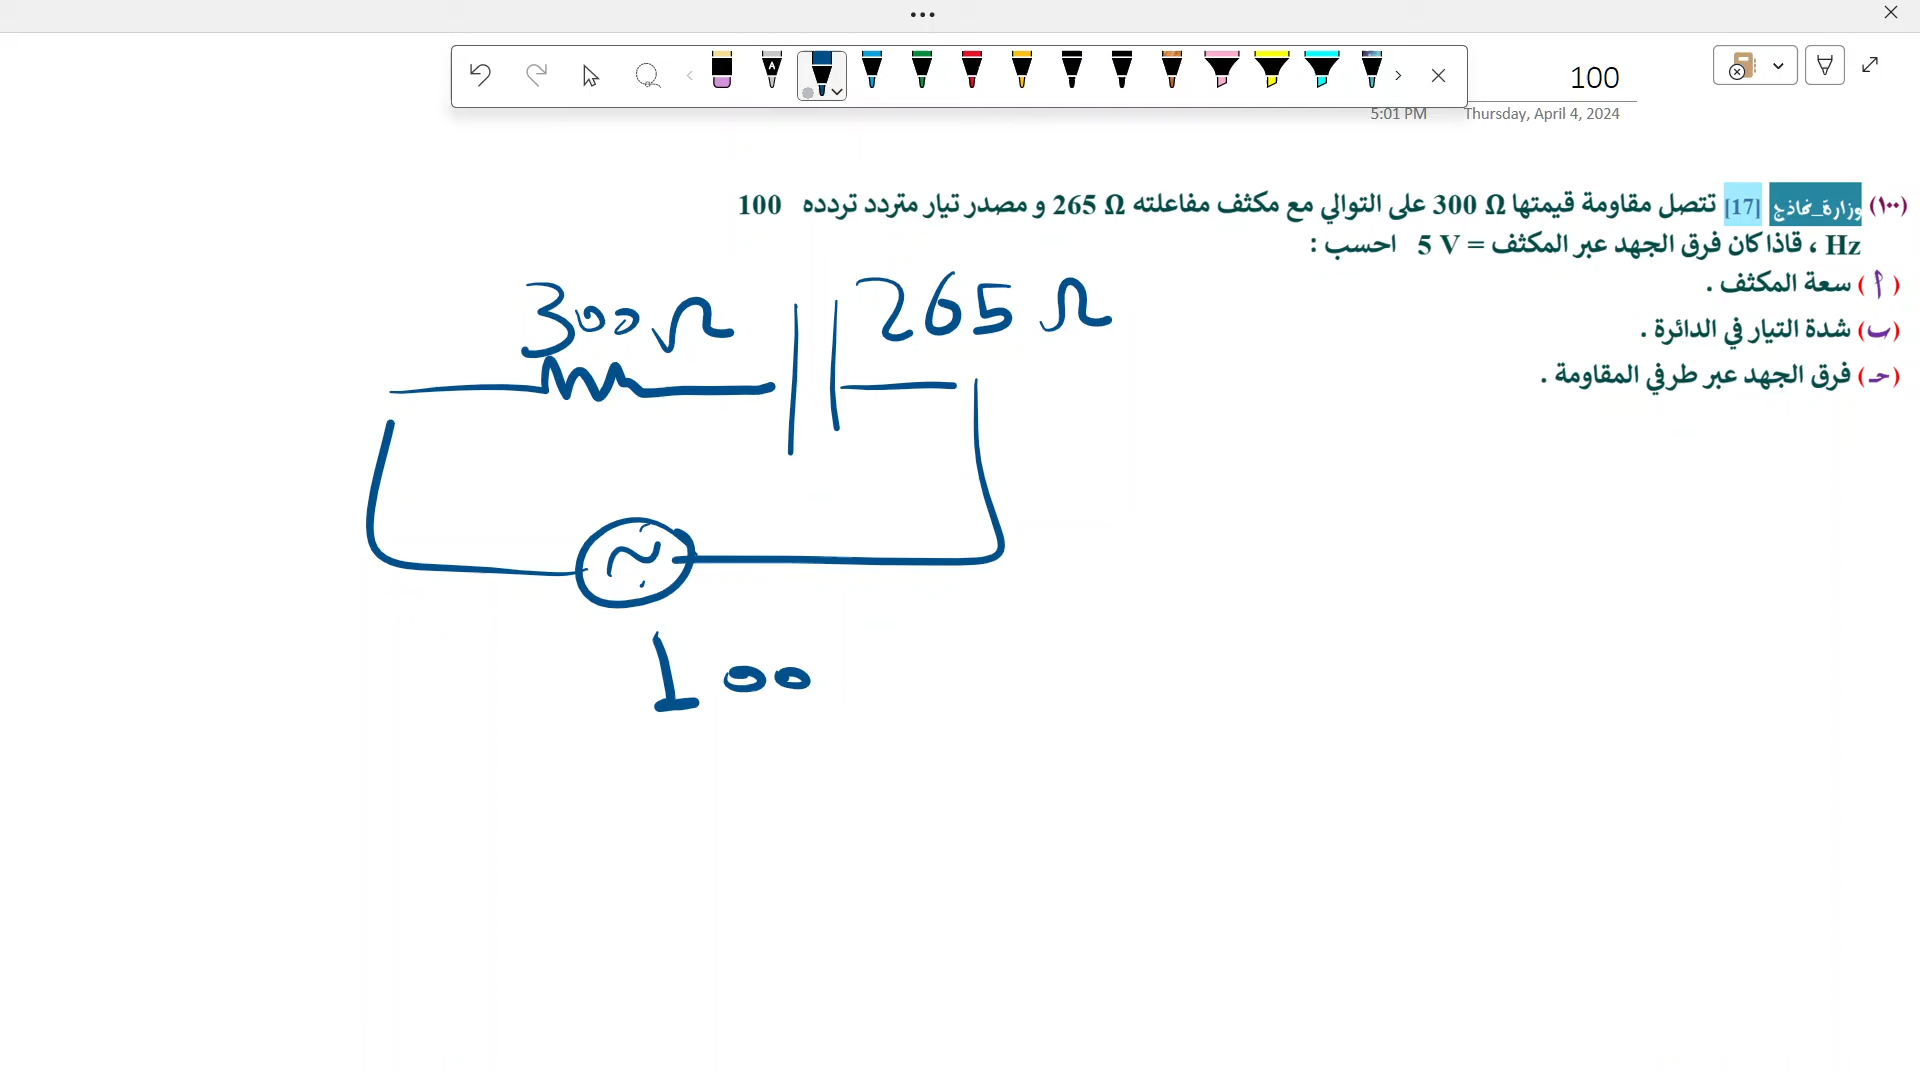 100
5:01 PM Thursday, April 4, 2024
(١٠٠) وزارة_نماذج [17] تتصل مقاومة قيمتها 300 Ω على التوالي مع مكثف مفاعلته 265 Ω و مصدر تيار متردد تردده 100
Hz ، قاذا كان فرق الجهد عبر المكثف = 5 V احسب :
( أ ) سعة المكثف .
(ب) شدة التيار في الدائرة .
(حـ) فرق الجهد عبر طرفي المقاومة .
300 Ω 265 Ω
100